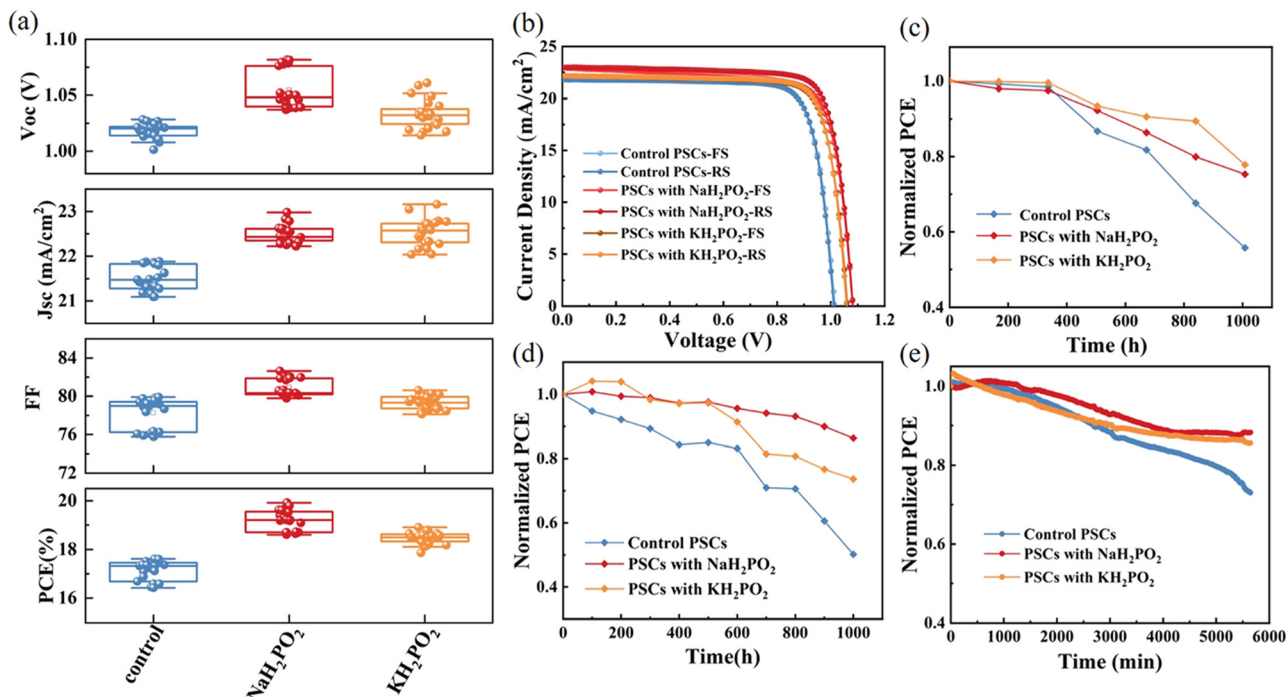 (a)
Voc (V)
1.10
1.05
1.00
Jsc (mA/cm²)
23
22
21
FF
84
80
76
72
PCE(%)
20
18
16
control
NaH₂PO₂
KH₂PO₂
(b)
Current Density (mA/cm²)
25
20
15
10
5
0
Control PSCs-FS
Control PSCs-RS
PSCs with NaH₂PO₂-FS
PSCs with NaH₂PO₂-RS
PSCs with KH₂PO₂-FS
PSCs with KH₂PO₂-RS
0.0 0.2 0.4 0.6 0.8 1.0 1.2
Voltage (V)
(c)
Normalized PCE
1.0
0.8
0.6
0.4
Control PSCs
PSCs with NaH₂PO₂
PSCs with KH₂PO₂
0 200 400 600 800 1000
Time (h)
(d)
Normalized PCE
1.0
0.8
0.6
0.4
Control PSCs
PSCs with NaH₂PO₂
PSCs with KH₂PO₂
0 200 400 600 800 1000
Time(h)
(e)
Normalized PCE
1.0
0.8
0.6
0.4
Control PSCs
PSCs with NaH₂PO₂
PSCs with KH₂PO₂
0 1000 2000 3000 4000 5000 6000
Time (min)